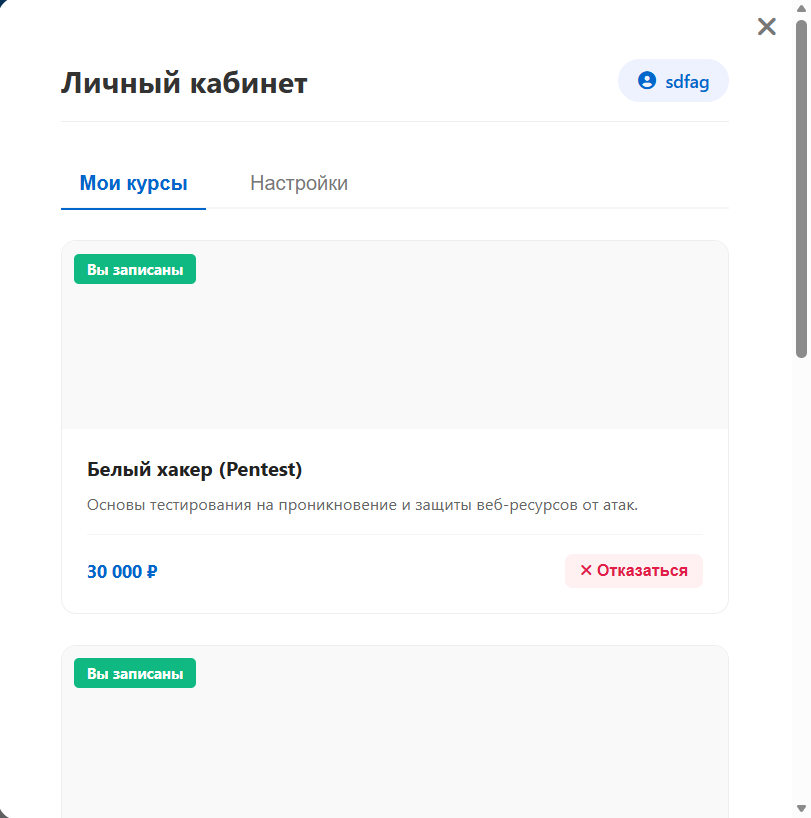 Личный кабинет
sdfag
Мои курсы
Настройки
Вы записаны
Белый хакер (Pentest)
Основы тестирования на проникновение и защиты веб-ресурсов от атак.
30 000 ₽
✕ Отказаться
Вы записаны